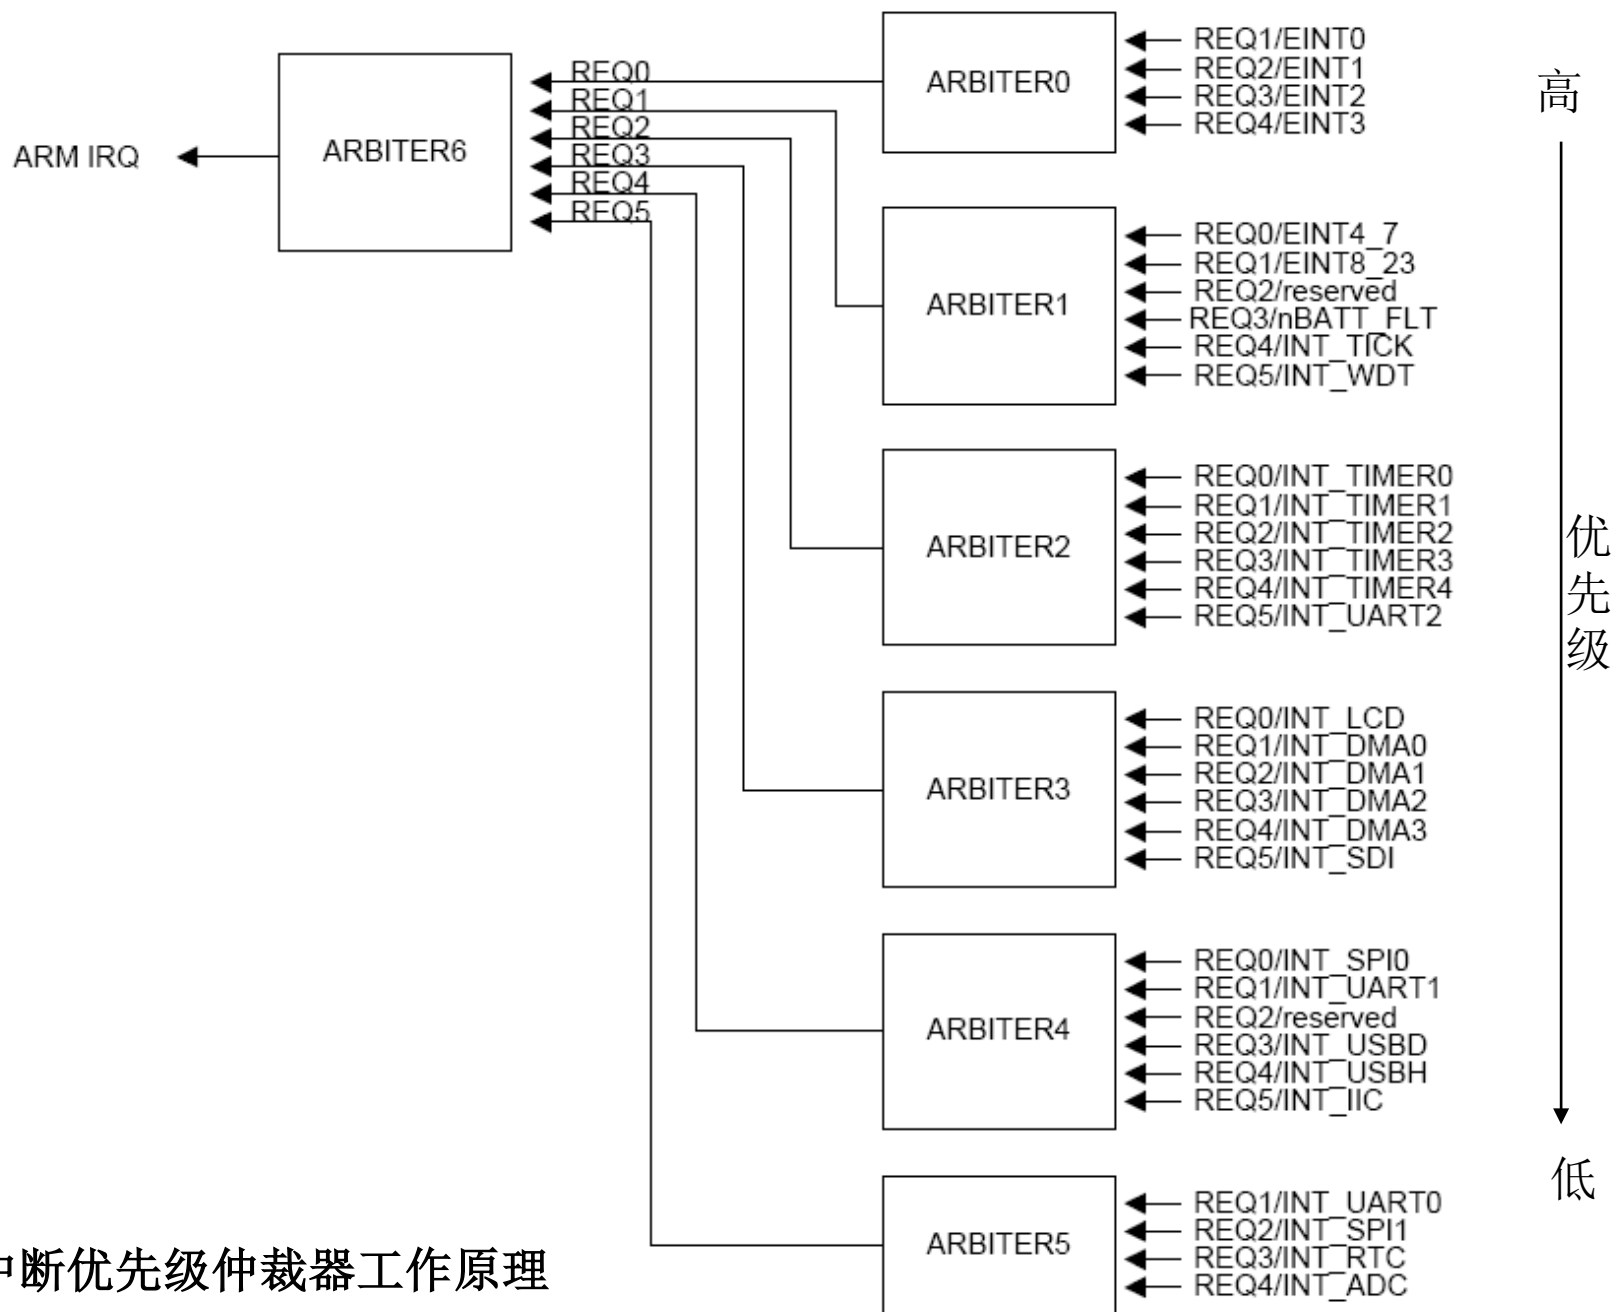 ARM IRQ
ARBITER6
REQ0
REQ1
REQ2
REQ3
REQ4
REQ5
ARBITER0
REQ1/EINT0
REQ2/EINT1
REQ3/EINT2
REQ4/EINT3
ARBITER1
REQ0/EINT4_7
REQ1/EINT8_23
REQ2/reserved
REQ3/nBATT_FLT
REQ4/INT_TICK
REQ5/INT_WDT
ARBITER2
REQ0/INT_TIMER0
REQ1/INT_TIMER1
REQ2/INT_TIMER2
REQ3/INT_TIMER3
REQ4/INT_TIMER4
REQ5/INT_UART2
ARBITER3
REQ0/INT_LCD
REQ1/INT_DMA0
REQ2/INT_DMA1
REQ3/INT_DMA2
REQ4/INT_DMA3
REQ5/INT_SDI
ARBITER4
REQ0/INT_SPI0
REQ1/INT_UART1
REQ2/reserved
REQ3/INT_USBD
REQ4/INT_USBH
REQ5/INT_IIC
ARBITER5
REQ1/INT_UART0
REQ2/INT_SPI1
REQ3/INT_RTC
REQ4/INT_ADC
高
优先级
低
中断优先级仲裁器工作原理